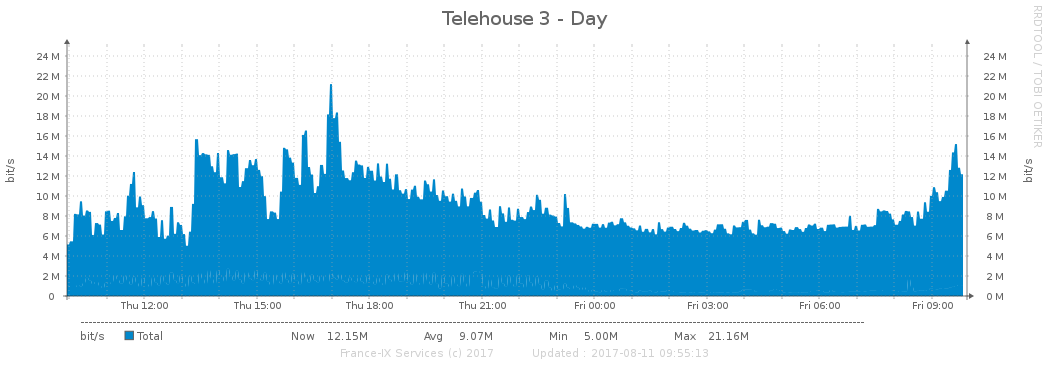 Telehouse 3 - Day
RRDTOOL / TOBI OETIKER
24 M 24 M
22 M 22 M
20 M 20 M
18 M 18 M
16 M 16 M
14 M 14 M
12 M 12 M
10 M 10 M
8 M 8 M
6 M 6 M
4 M 4 M
2 M 2 M
0 0 M
bit/s bit/s
Thu 12:00 Thu 15:00 Thu 18:00 Thu 21:00 Fri 00:00 Fri 03:00 Fri 06:00 Fri 09:00
bit/s Total Now 12.15M Avg 9.07M Min 5.00M Max 21.16M
France-IX Services (c) 2017 Updated : 2017-08-11 09:55:13